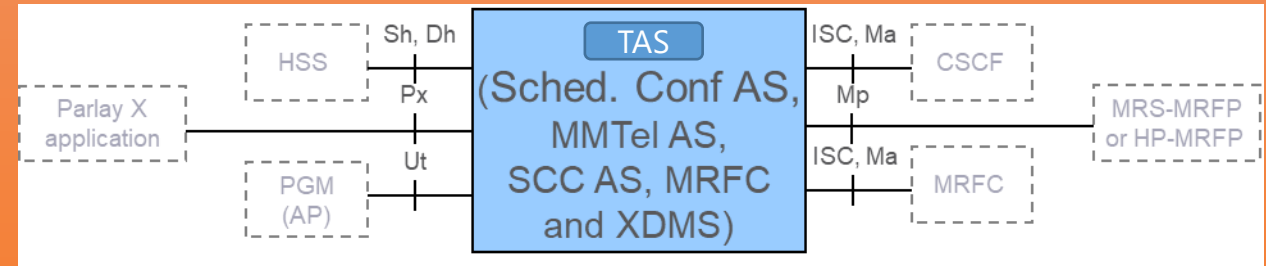 HSS
Sh, Dh
Parlay X
application
Px
PGM
(AP)
Ut
TAS
(Sched. Conf AS,
MMTel AS,
SCC AS, MRFC
and XDMS)
ISC, Ma
CSCF
Mp
MRS-MRFP
or HP-MRFP
ISC, Ma
MRFC